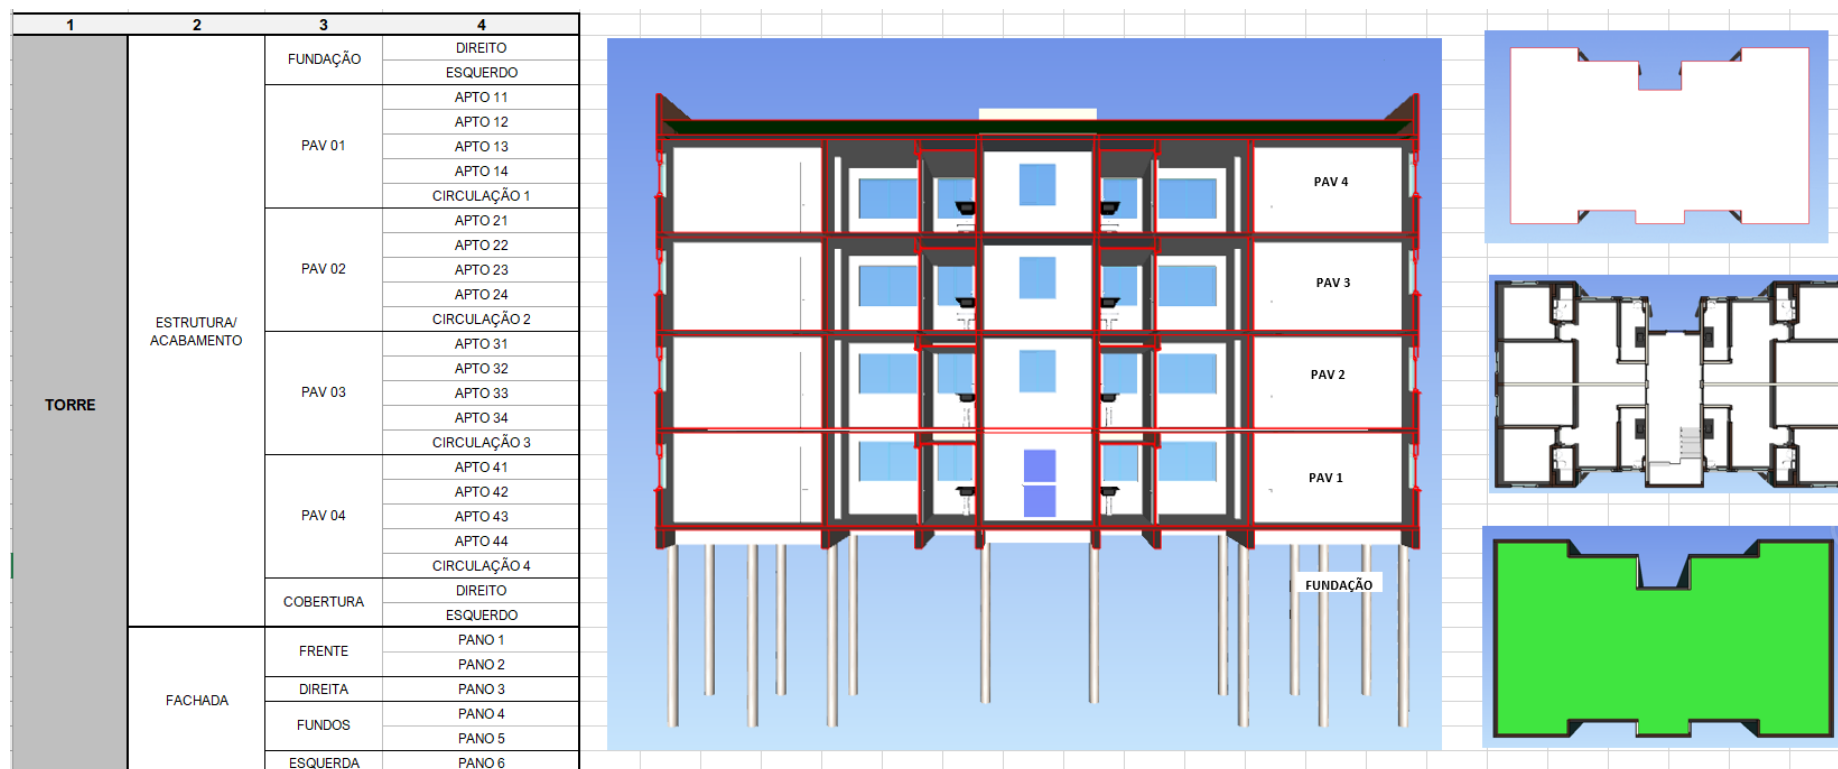 1 2 3 4
TORRE
ESTRUTURA/
ACABAMENTO
FUNDAÇÃO
DIREITO
ESQUERDO
PAV 01
APTO 11
APTO 12
APTO 13
APTO 14
CIRCULAÇÃO 1
PAV 02
APTO 21
APTO 22
APTO 23
APTO 24
CIRCULAÇÃO 2
PAV 03
APTO 31
APTO 32
APTO 33
APTO 34
CIRCULAÇÃO 3
PAV 04
APTO 41
APTO 42
APTO 43
APTO 44
CIRCULAÇÃO 4
COBERTURA
DIREITO
ESQUERDO
FACHADA
FRENTE
PANO 1
PANO 2
DIREITA
PANO 3
FUNDOS
PANO 4
PANO 5
ESQUERDA
PANO 6
PAV 4
PAV 3
PAV 2
PAV 1
FUNDAÇÃO